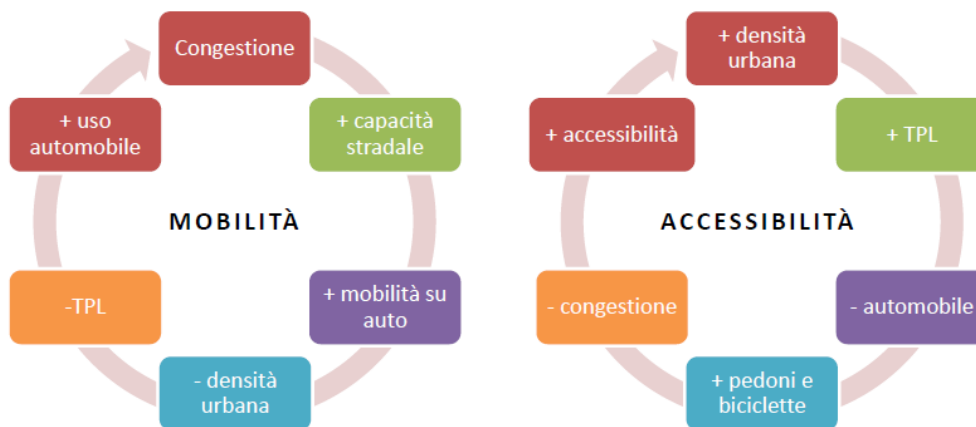 Congestione
+ capacità
stradale
+ mobilità su
auto
- densità
urbana
-TPL
+ uso
automobile
MOBILITÀ
+ densità
urbana
+ TPL
- automobile
+ pedoni e
biciclette
- congestione
+ accessibilità
ACCESSIBILITÀ